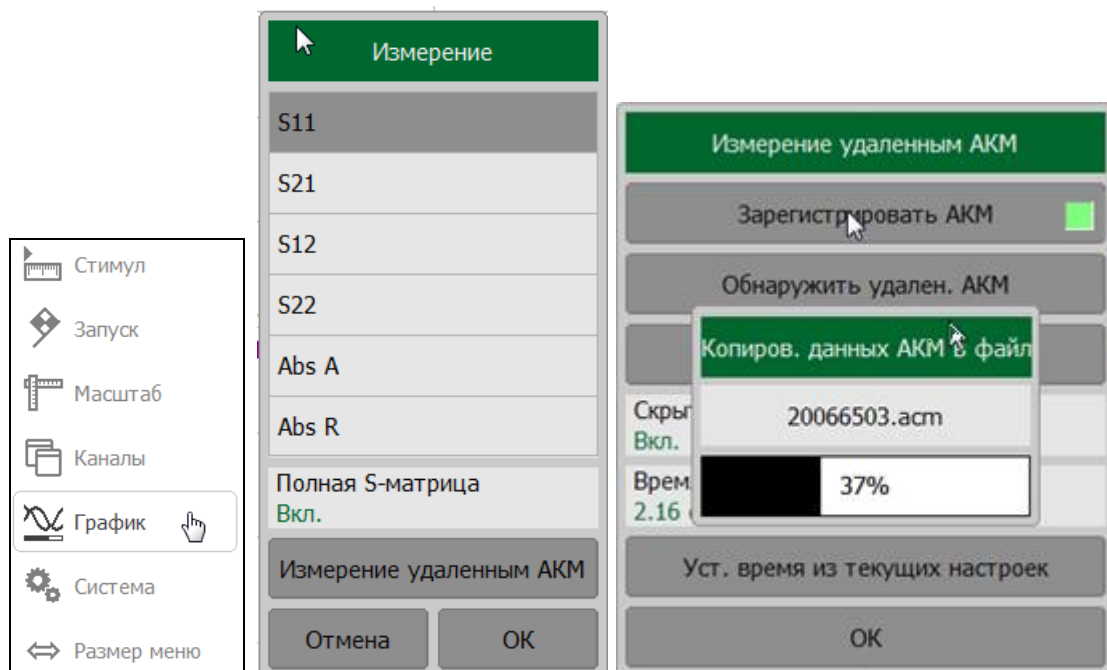 Стимул
Запуск
Масштаб
Каналы
График
Система
Размер меню
Измерение
S11
S21
S12
S22
Abs A
Abs R
Полная S-матрица
Вкл.
Измерение удаленным АКМ
Отмена
ОК
Измерение удаленным АКМ
Зарегистрировать АКМ
Обнаружить удален. АКМ
Копиров. данных АКМ в файл
20066503.acm
37%
Вкл.
2.16
Уст. время из текущих настроек
ОК